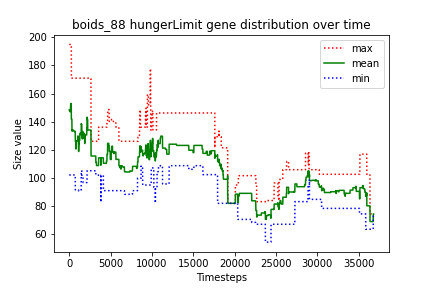 boids_88 hungerLimit gene distribution over time
200
180
160
140
120
100
80
60
Size value
max
mean
min
0
5000
10000
15000
20000
25000
30000
35000
Timesteps